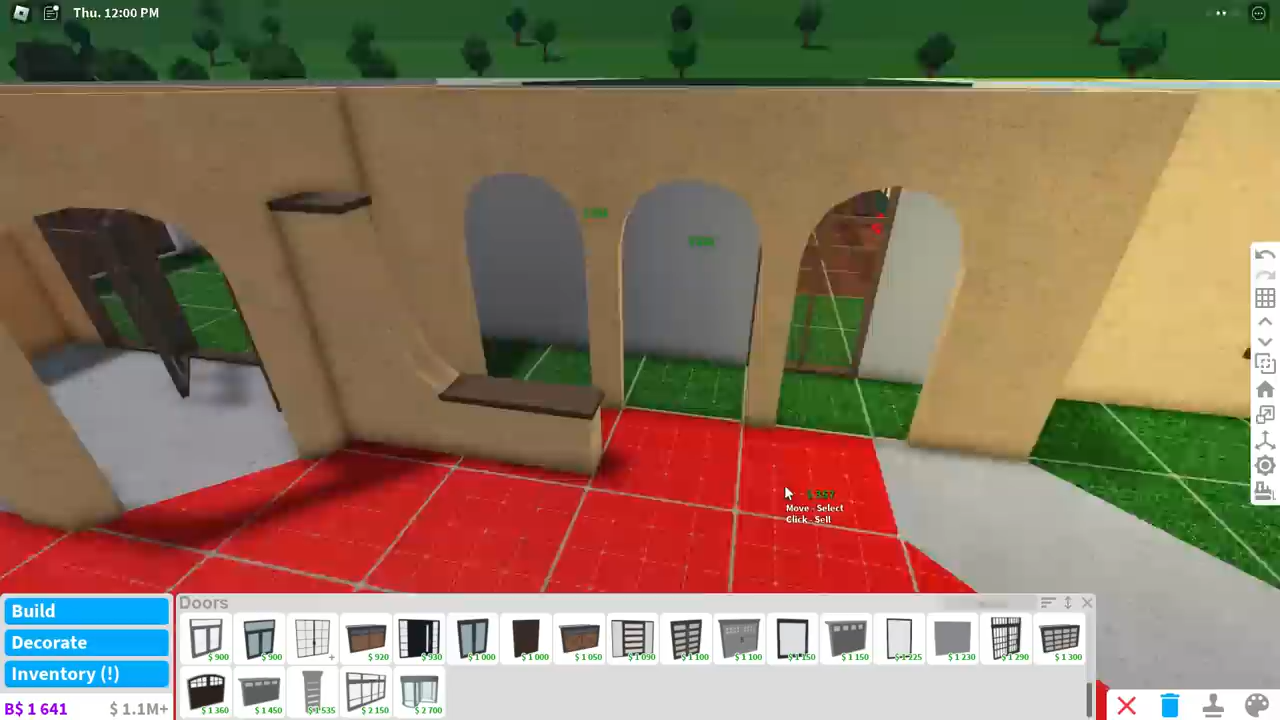 Thu. 12:00 PM
Move - Select
Click - Sell
Doors
Build
Decorate
Inventory (!)
B$ 1 641 $ 1.1M+
$ 900 $ 900 $ 920 $ 930 $ 1 000 $ 1 000 $ 1 050 $ 1 090 $ 1 100 $ 1 100 $ 1 150 $ 1 150 $ 1 225 $ 1 230 $ 1 290 $ 1 300
$ 1 360 $ 1 450 $ 1 535 $ 2 150 $ 2 700